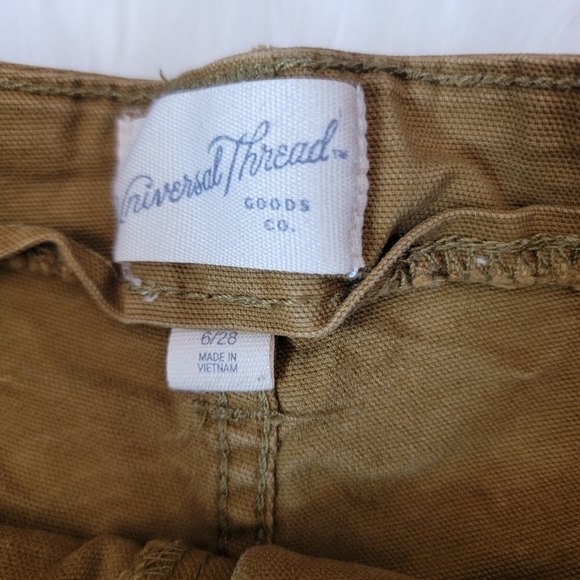 Universal Thread™
GOODS
CO.
6/28
MADE IN
VIETNAM